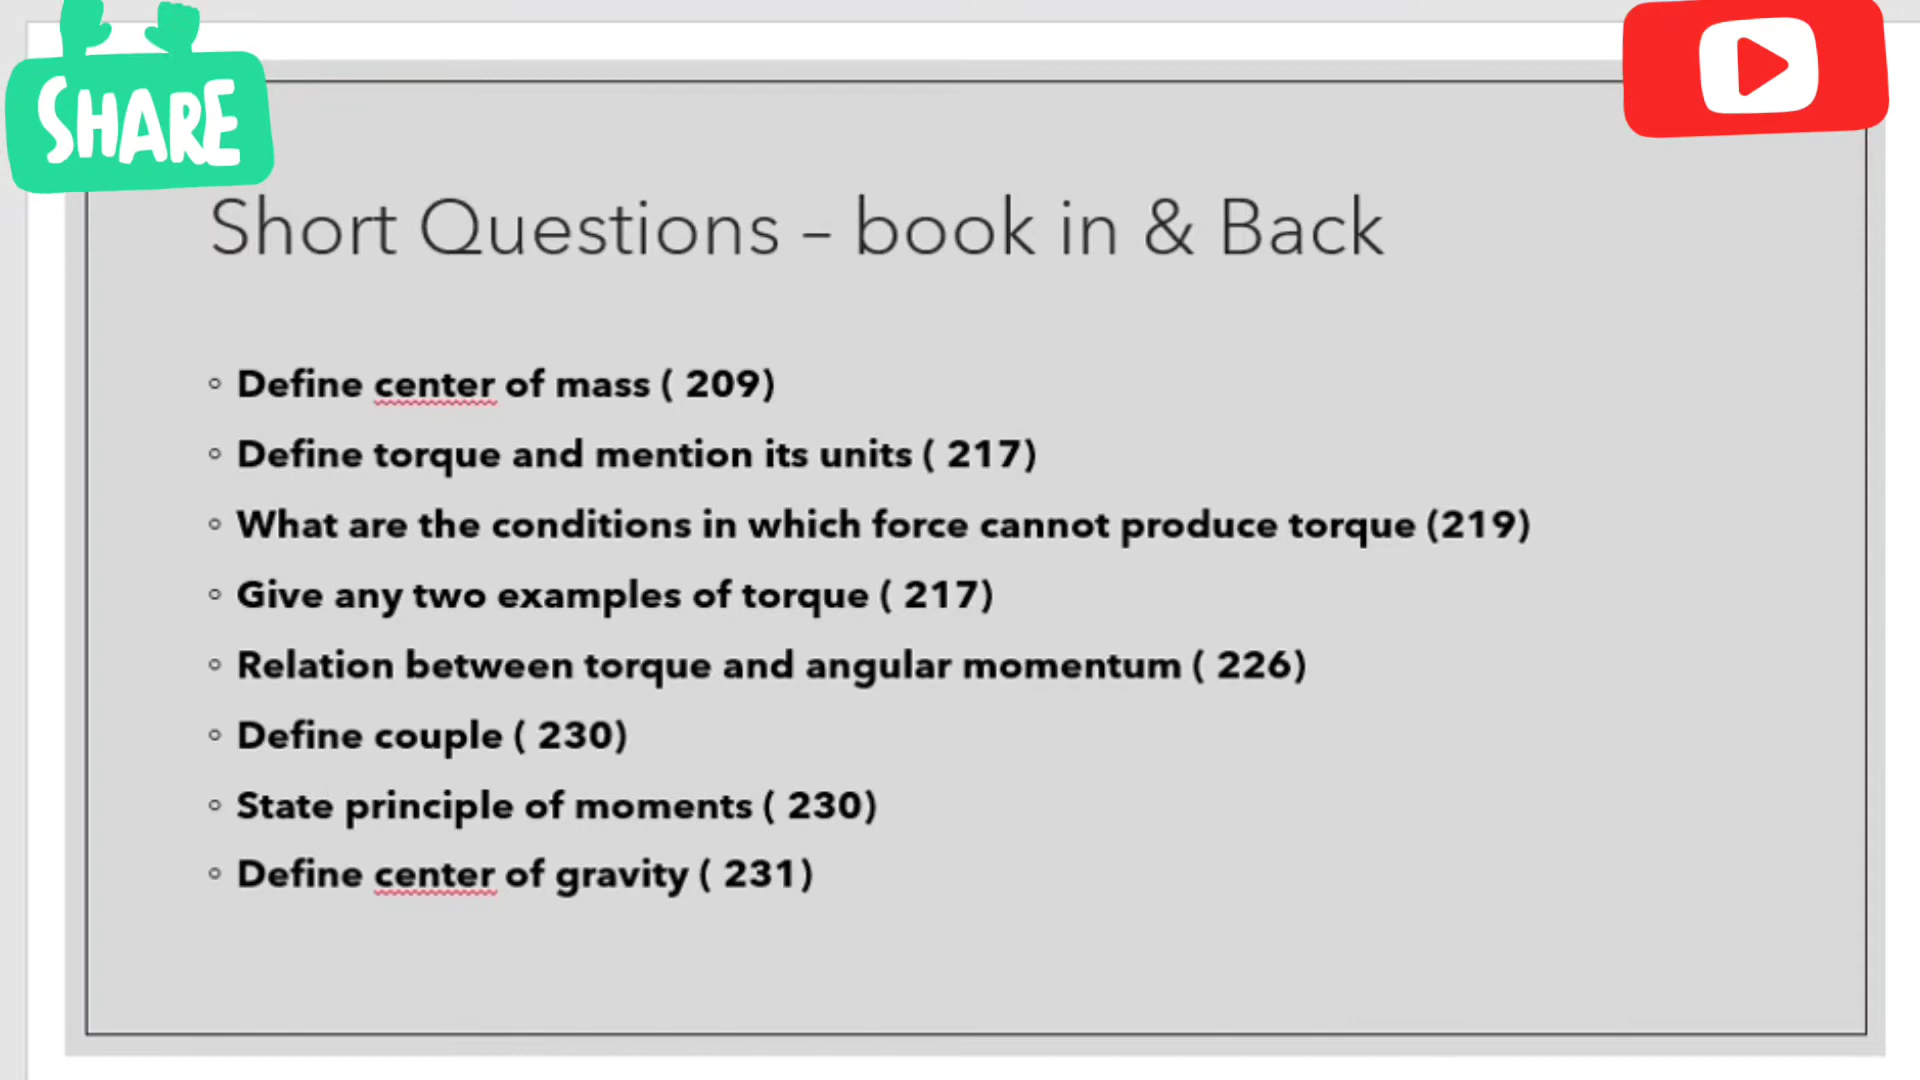 SHARE
Short Questions – book in & Back
◦ Define center of mass ( 209)
◦ Define torque and mention its units ( 217)
◦ What are the conditions in which force cannot produce torque (219)
◦ Give any two examples of torque ( 217)
◦ Relation between torque and angular momentum ( 226)
◦ Define couple ( 230)
◦ State principle of moments ( 230)
◦ Define center of gravity ( 231)